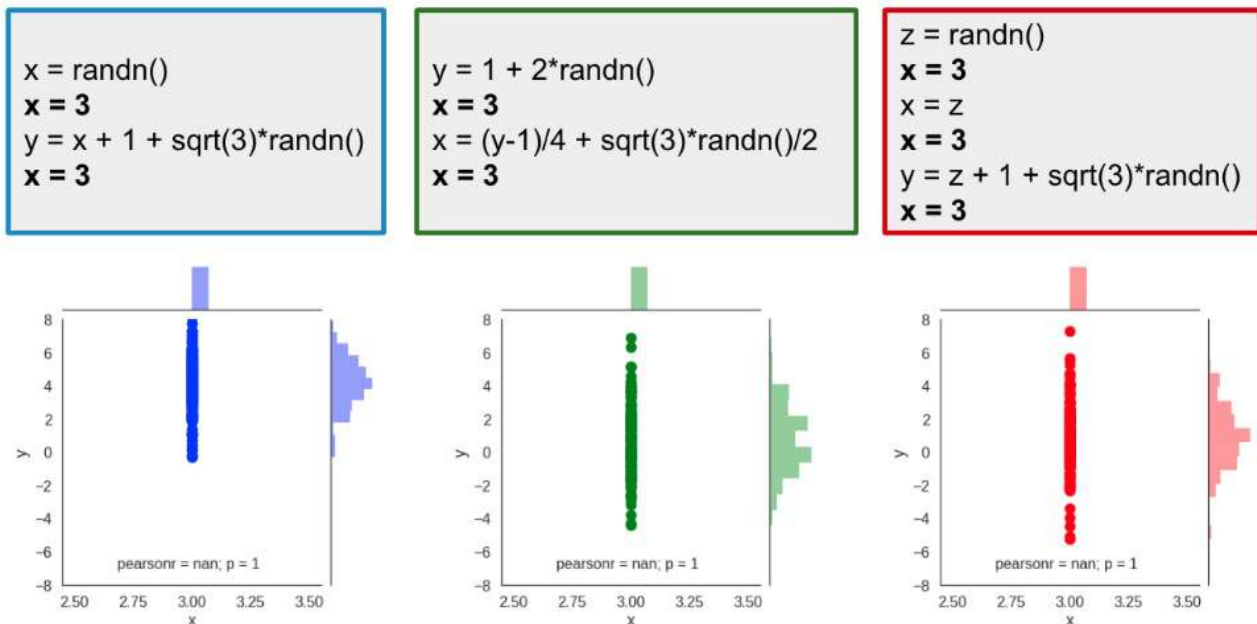 x = randn()
x = 3
y = x + 1 + sqrt(3)*randn()
x = 3
y = 1 + 2*randn()
x = 3
x = (y-1)/4 + sqrt(3)*randn()/2
x = 3
z = randn()
x = 3
x = z
x = 3
y = z + 1 + sqrt(3)*randn()
x = 3
8
6
4
2
0
−2
−4
−6
−8
y
pearsonr = nan; p = 1
2.50 2.75 3.00 3.25 3.50
x
8
6
4
2
0
−2
−4
−6
−8
y
pearsonr = nan; p = 1
2.50 2.75 3.00 3.25 3.50
x
8
6
4
2
0
−2
−4
−6
−8
y
pearsonr = nan; p = 1
2.50 2.75 3.00 3.25 3.50
x